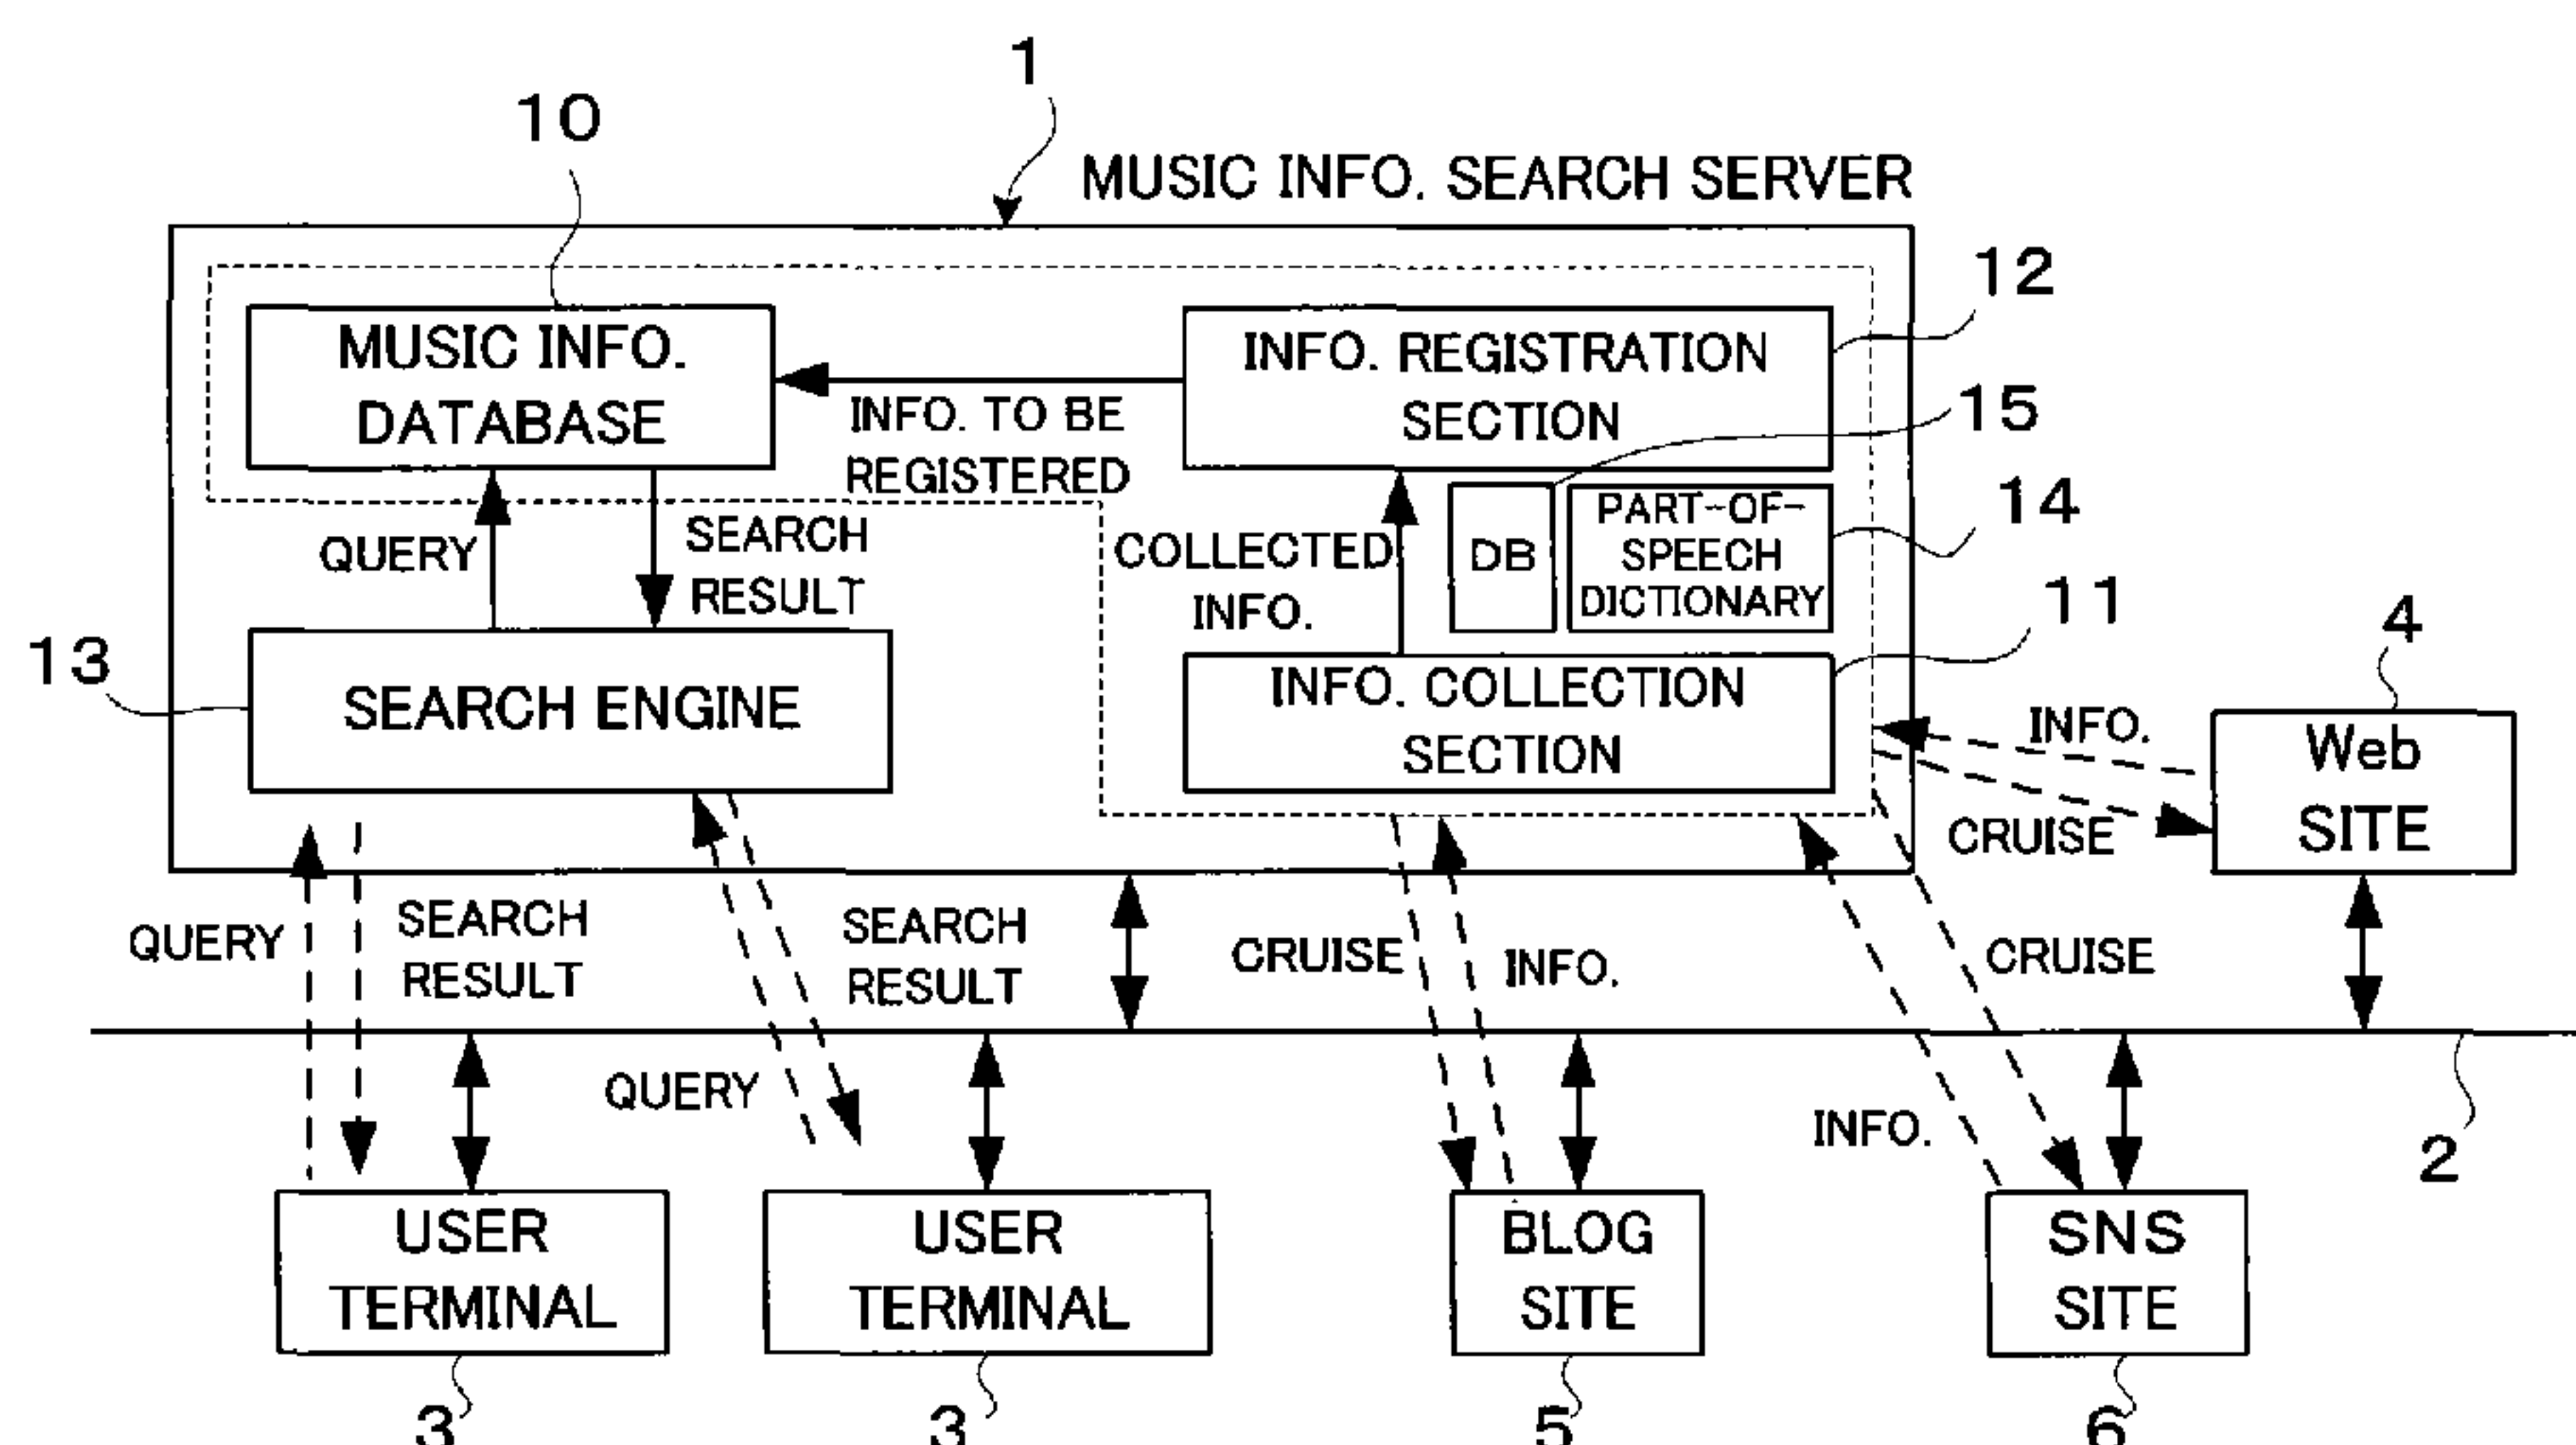 1
10
MUSIC INFO. SEARCH SERVER
12
MUSIC INFO.
DATABASE
INFO. REGISTRATION
SECTION
INFO. TO BE
REGISTERED
15
14
QUERY
SEARCH
RESULT
COLLECTED
INFO.
DB
PART-OF-
SPEECH
DICTIONARY
11
4
13
SEARCH ENGINE
INFO. COLLECTION
SECTION
INFO.
Web
SITE
CRUISE
QUERY
SEARCH
RESULT
SEARCH
RESULT
CRUISE
INFO.
CRUISE
QUERY
INFO.
2
USER
TERMINAL
USER
TERMINAL
BLOG
SITE
SNS
SITE
3
3
5
6